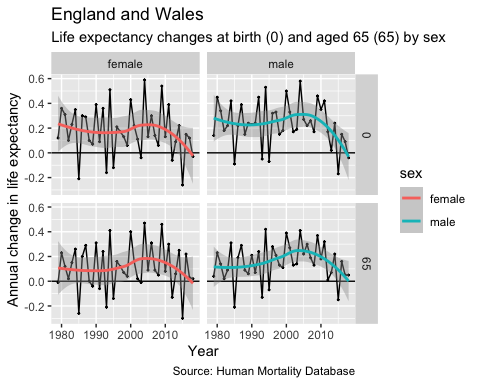 England and Wales
Life expectancy changes at birth (0) and aged 65 (65) by sex
female
male
Annual change in life expectancy
0.6
0.4
0.2
0.0
-0.2
0
0.6
0.4
0.2
0.0
-0.2
65
1980 1990 2000 2010
1980 1990 2000 2010
Year
sex
female
male
Source: Human Mortality Database